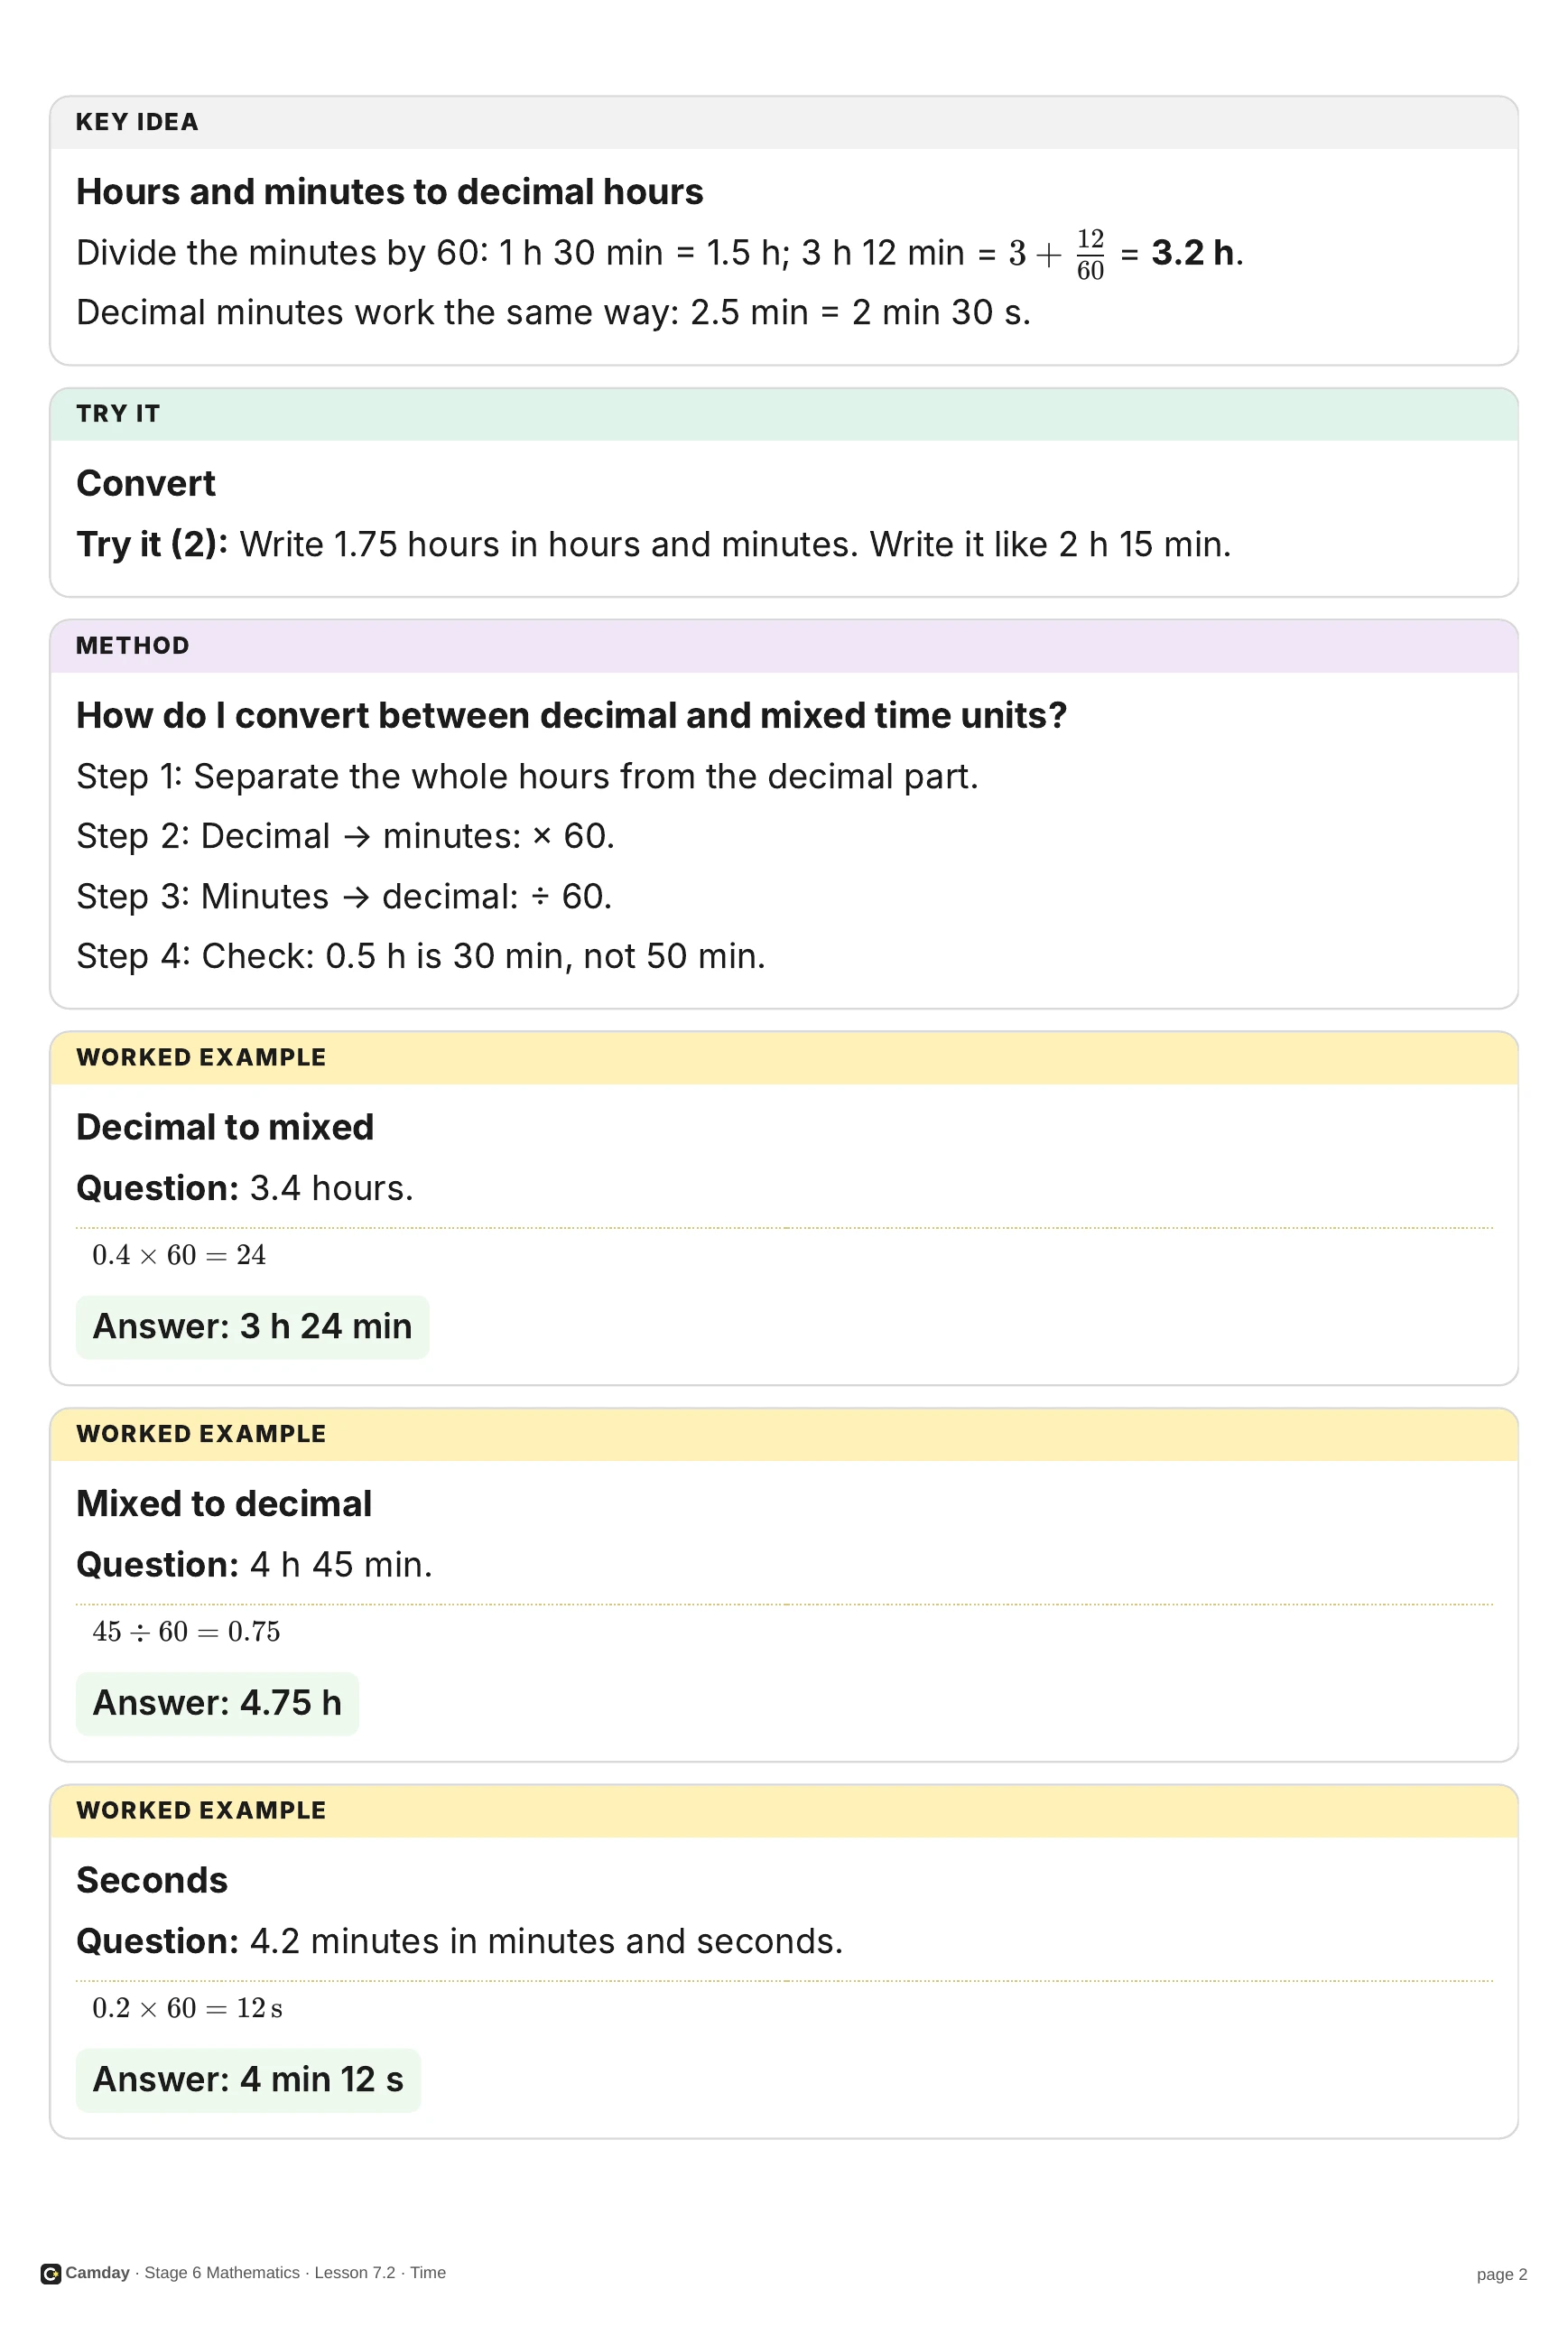 KEY IDEA
Hours and minutes to decimal hours
Divide the minutes by 60: 1 h 30 min = 1.5 h; 3 h 12 min = 3 + 12/60 = 3.2 h.
Decimal minutes work the same way: 2.5 min = 2 min 30 s.
TRY IT
Convert
Try it (2): Write 1.75 hours in hours and minutes. Write it like 2 h 15 min.
METHOD
How do I convert between decimal and mixed time units?
Step 1: Separate the whole hours from the decimal part.
Step 2: Decimal → minutes: × 60.
Step 3: Minutes → decimal: ÷ 60.
Step 4: Check: 0.5 h is 30 min, not 50 min.
WORKED EXAMPLE
Decimal to mixed
Question: 3.4 hours.
0.4 × 60 = 24
Answer: 3 h 24 min
WORKED EXAMPLE
Mixed to decimal
Question: 4 h 45 min.
45 ÷ 60 = 0.75
Answer: 4.75 h
WORKED EXAMPLE
Seconds
Question: 4.2 minutes in minutes and seconds.
0.2 × 60 = 12 s
Answer: 4 min 12 s
Camday · Stage 6 Mathematics · Lesson 7.2 · Time
page 2